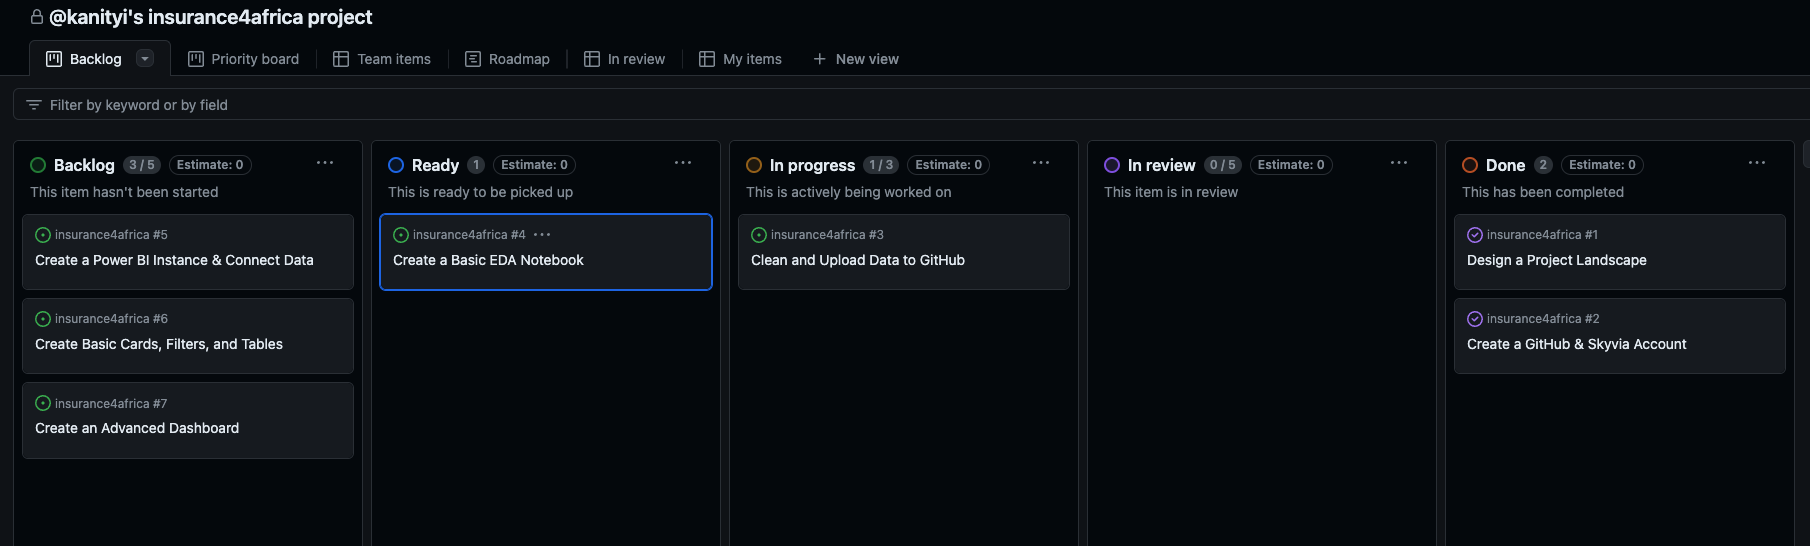 @kanityi's insurance4africa project
Backlog
Priority board
Team items
Roadmap
In review
My items
New view
Filter by keyword or by field
Backlog 3 / 5 Estimate: 0
This item hasn't been started
insurance4africa #5
Create a Power BI Instance & Connect Data
insurance4africa #6
Create Basic Cards, Filters, and Tables
insurance4africa #7
Create an Advanced Dashboard
Ready 1 Estimate: 0
This is ready to be picked up
insurance4africa #4
Create a Basic EDA Notebook
In progress 1 / 3 Estimate: 0
This is actively being worked on
insurance4africa #3
Clean and Upload Data to GitHub
In review 0 / 5 Estimate: 0
This item is in review
Done 2 Estimate: 0
This has been completed
insurance4africa #1
Design a Project Landscape
insurance4africa #2
Create a GitHub & Skyvia Account